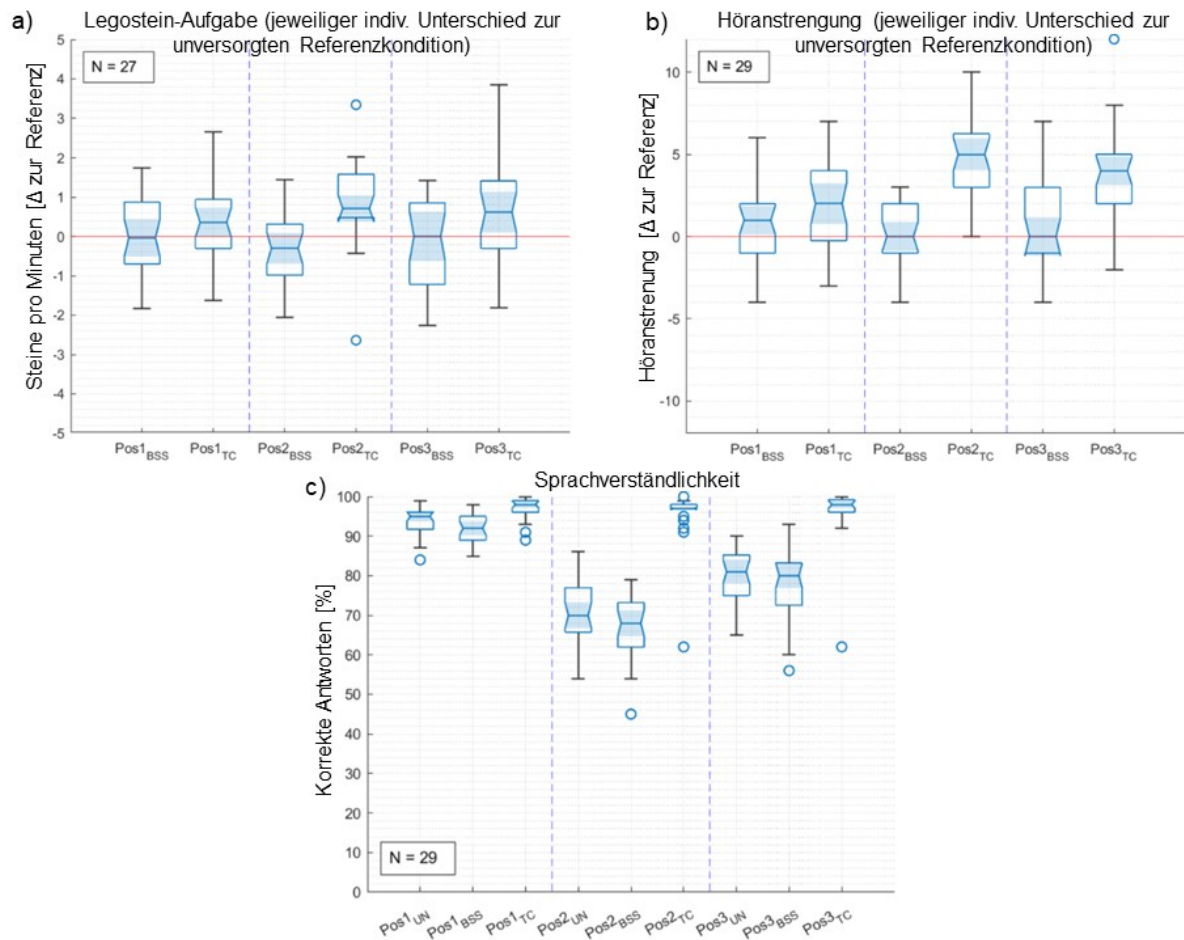 a)
Legostein-Aufgabe (jeweiliger indiv. Unterschied zur
unversorgten Referenzkondition)
N = 27
Steine pro Minuten [Δ zur Referenz]
5
4
3
2
1
0
-1
-2
-3
-4
-5
Pos1BSS Pos1TC Pos2BSS Pos2TC Pos3BSS Pos3TC
b)
Höranstrengung (jeweiliger indiv. Unterschied zur
unversorgten Referenzkondition)
N = 29
Höranstrenung [Δ zur Referenz]
10
5
0
-5
-10
Pos1BSS Pos1TC Pos2BSS Pos2TC Pos3BSS Pos3TC
c)
Sprachverständlichkeit
Korrekte Antworten [%]
100
90
80
70
60
50
40
30
20
10
0
N = 29
Pos1UN Pos1BSS Pos1TC Pos2UN Pos2BSS Pos2TC Pos3UN Pos3BSS Pos3TC